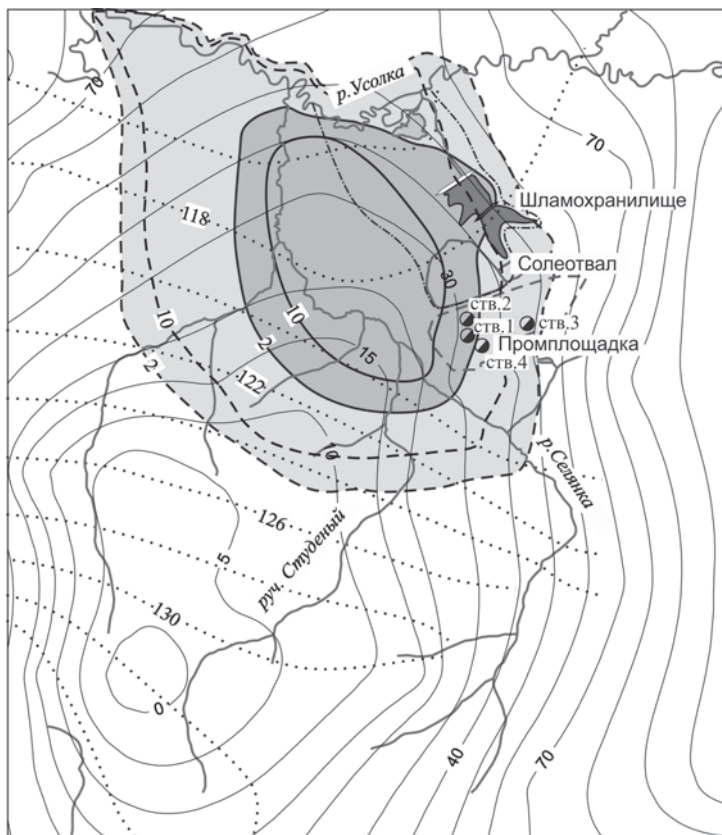 70
р.Усолка
70
Шламохранилище
118
Солеотвал
30
10
10
ств.2
ств.1
ств.3
Промплощадка
2
15
ств.4
2
122
0
р.Селянка
126
5
руч. Студеный
130
0
40
70